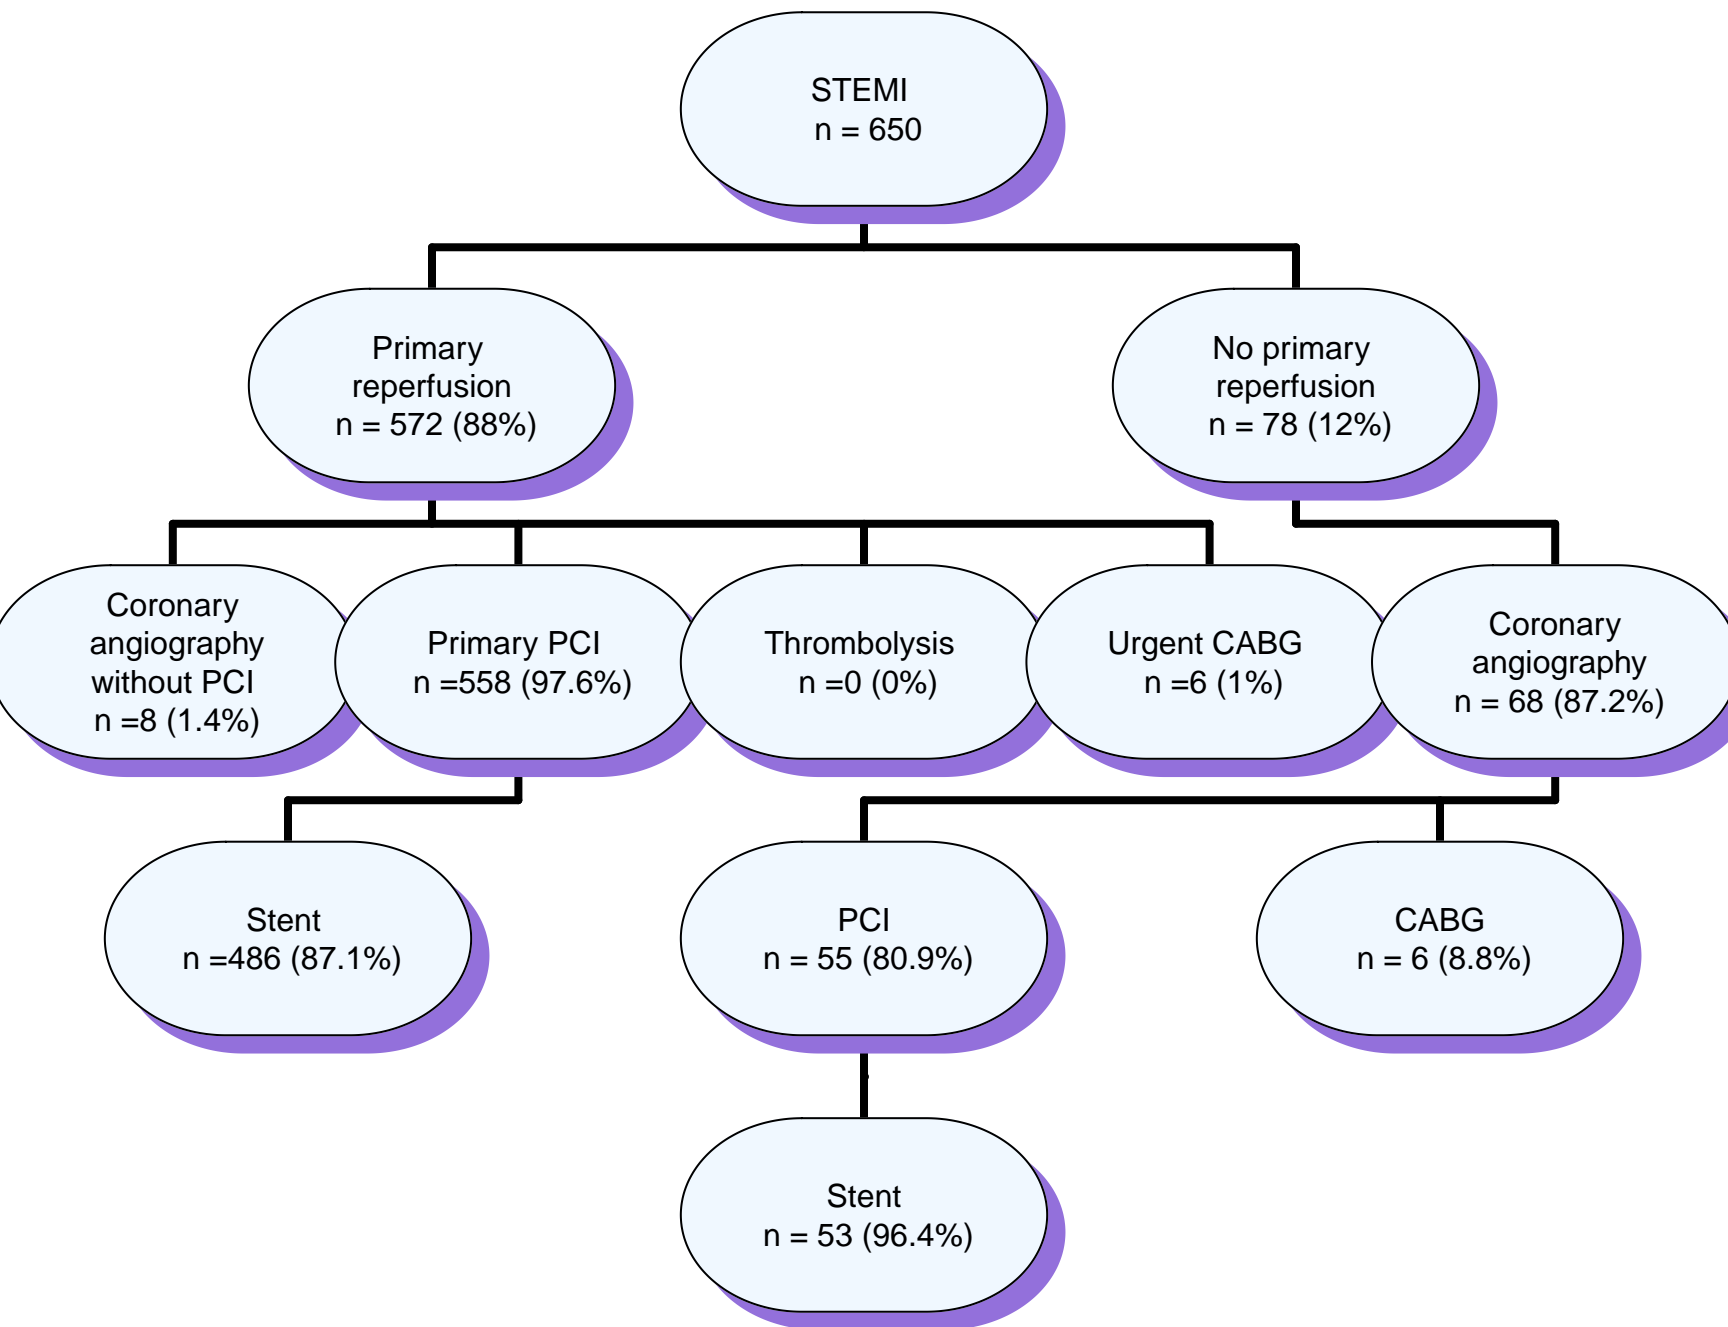 STEMI
n = 650
Primary
reperfusion
n = 572 (88%)
No primary
reperfusion
n = 78 (12%)
Coronary
angiography
without PCI
n =8 (1.4%)
Primary PCI
n =558 (97.6%)
Thrombolysis
n =0 (0%)
Urgent CABG
n =6 (1%)
Coronary
angiography
n = 68 (87.2%)
Stent
n =486 (87.1%)
PCI
n = 55 (80.9%)
CABG
n = 6 (8.8%)
Stent
n = 53 (96.4%)